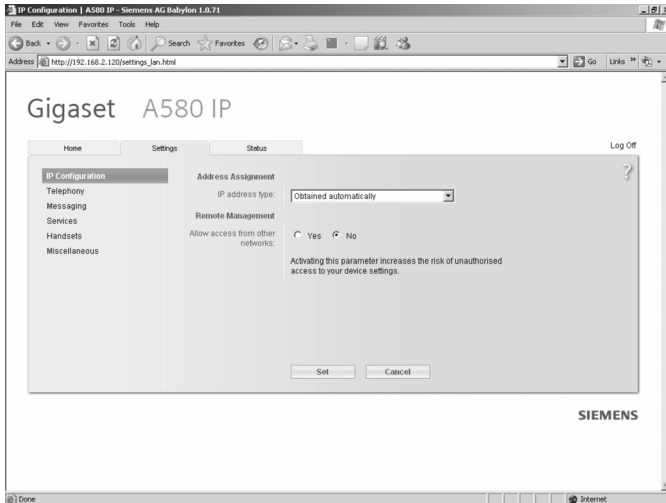 IP Configuration | A580 IP - Siemens AG Babylon 1.0.71
File Edit View Favorites Tools Help
Back Search Favorites
Address http://192.168.2.120/settings_lan.html Go Links »
Gigaset A580 IP
Home Settings Status Log Off
IP Configuration
Telephony
Messaging
Services
Handsets
Miscellaneous
?
Address Assignment
IP address type: Obtained automatically
Remote Management
Allow access from other networks: Yes No
Activating this parameter increases the risk of unauthorised
access to your device settings.
Set Cancel
SIEMENS
Done Internet